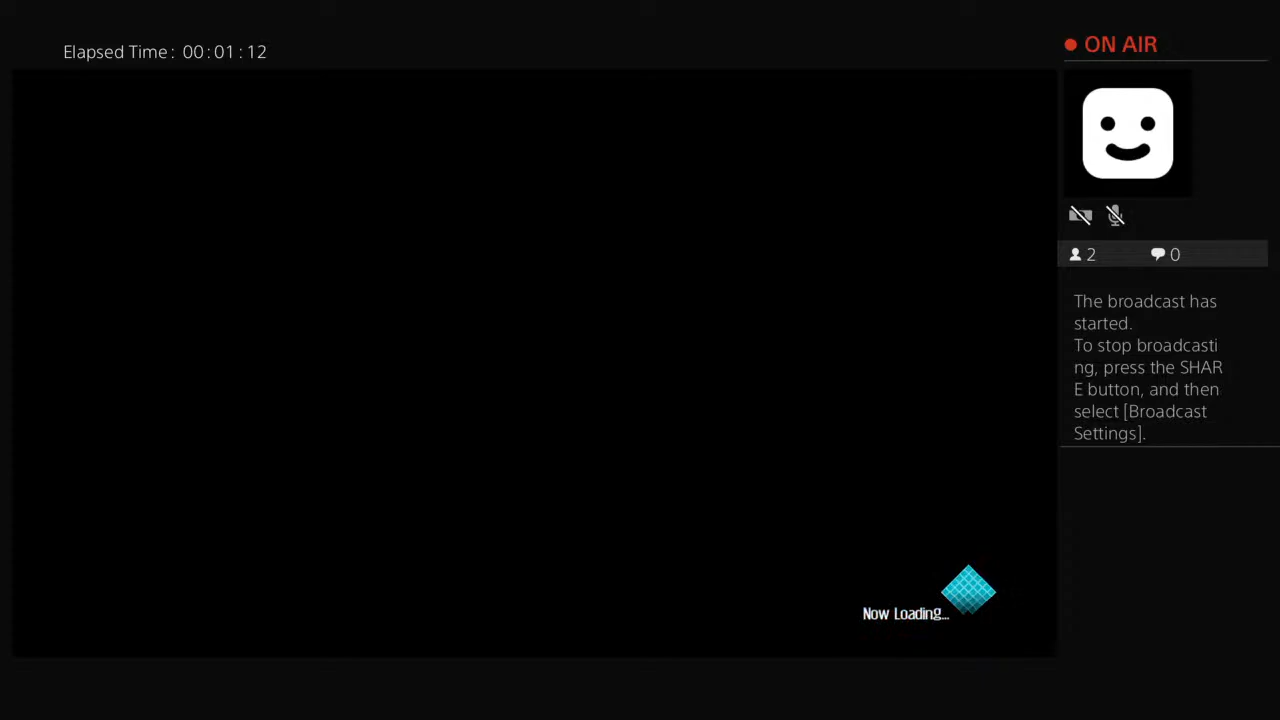 Elapsed Time: 00:01:12
ON AIR
2 0
The broadcast has
started.
To stop broadcasti
ng, press the SHAR
E button, and then
select [Broadcast
Settings].
Now Loading...